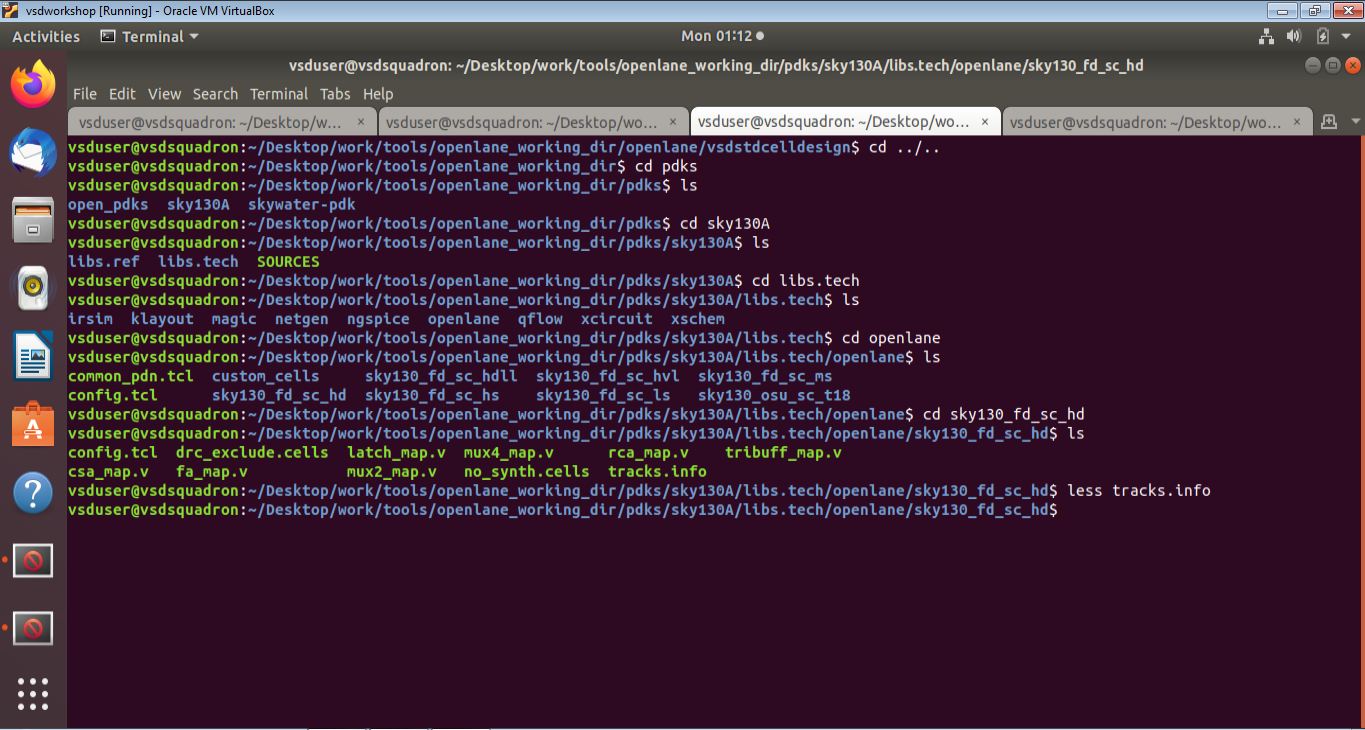 vsdworkshop [Running] - Oracle VM VirtualBox
Activities Terminal Mon 01:12
vsduser@vsdsquadron: ~/Desktop/work/tools/openlane_working_dir/pdks/sky130A/libs.tech/openlane/sky130_fd_sc_hd
File Edit View Search Terminal Tabs Help
vsduser@vsdsquadron: ~/Desktop/w... × vsduser@vsdsquadron: ~/Desktop/wo... × vsduser@vsdsquadron: ~/Desktop/wo... × vsduser@vsdsquadron: ~/Desktop/wo... ×
vsduser@vsdsquadron:~/Desktop/work/tools/openlane_working_dir/openlane/vsdstdcelldesign$ cd ../..
vsduser@vsdsquadron:~/Desktop/work/tools/openlane_working_dir$ cd pdks
vsduser@vsdsquadron:~/Desktop/work/tools/openlane_working_dir/pdks$ ls
open_pdks sky130A skywater-pdk
vsduser@vsdsquadron:~/Desktop/work/tools/openlane_working_dir/pdks$ cd sky130A
vsduser@vsdsquadron:~/Desktop/work/tools/openlane_working_dir/pdks/sky130A$ ls
libs.ref libs.tech SOURCES
vsduser@vsdsquadron:~/Desktop/work/tools/openlane_working_dir/pdks/sky130A$ cd libs.tech
vsduser@vsdsquadron:~/Desktop/work/tools/openlane_working_dir/pdks/sky130A/libs.tech$ ls
irsim klayout magic netgen ngspice openlane qflow xcircuit xschem
vsduser@vsdsquadron:~/Desktop/work/tools/openlane_working_dir/pdks/sky130A/libs.tech$ cd openlane
vsduser@vsdsquadron:~/Desktop/work/tools/openlane_working_dir/pdks/sky130A/libs.tech/openlane$ ls
common_pdn.tcl custom_cells sky130_fd_sc_hdll sky130_fd_sc_hvl sky130_fd_sc_ms
config.tcl sky130_fd_sc_hd sky130_fd_sc_hs sky130_fd_sc_ls sky130_osu_sc_t18
vsduser@vsdsquadron:~/Desktop/work/tools/openlane_working_dir/pdks/sky130A/libs.tech/openlane$ cd sky130_fd_sc_hd
vsduser@vsdsquadron:~/Desktop/work/tools/openlane_working_dir/pdks/sky130A/libs.tech/openlane/sky130_fd_sc_hd$ ls
config.tcl drc_exclude.cells latch_map.v mux4_map.v rca_map.v tribuff_map.v
csa_map.v fa_map.v mux2_map.v no_synth.cells tracks.info
vsduser@vsdsquadron:~/Desktop/work/tools/openlane_working_dir/pdks/sky130A/libs.tech/openlane/sky130_fd_sc_hd$ less tracks.info
vsduser@vsdsquadron:~/Desktop/work/tools/openlane_working_dir/pdks/sky130A/libs.tech/openlane/sky130_fd_sc_hd$